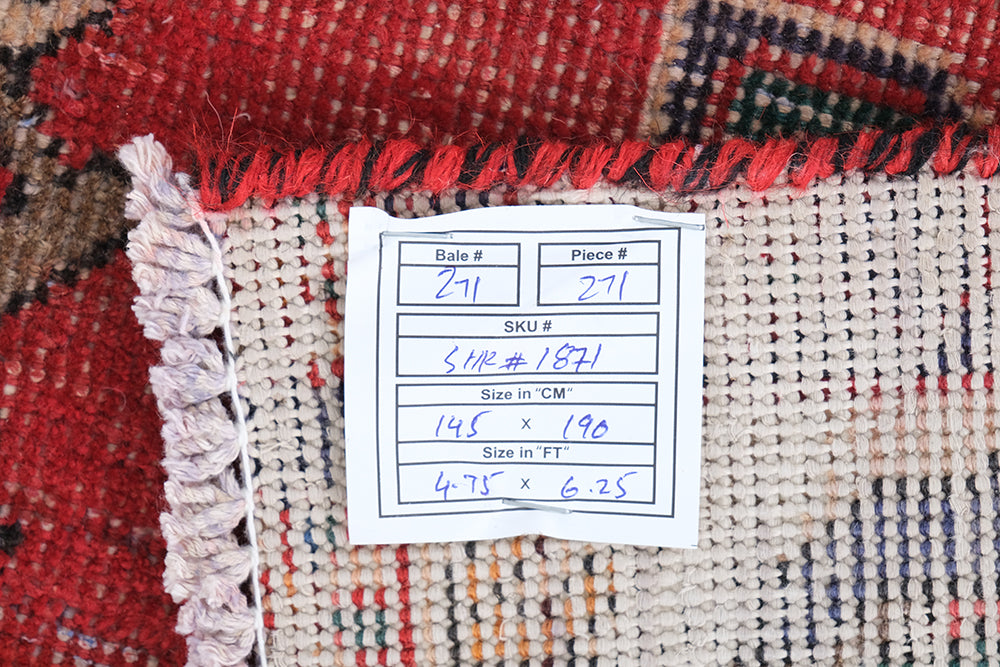 Bale # Piece #
271 271
SKU #
SHR # 1871
Size in "CM"
145 x 190
Size in "FT"
4.75 x 6.25